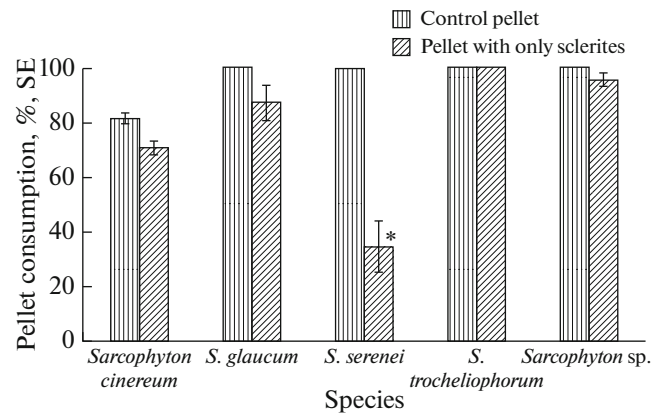 Control pellet
Pellet with only sclerites
Pellet consumption, %, SE
100
80
60
40
20
0
*
Sarcophyton cinereum
S. glaucum
S. serenei
S. trocheliophorum
Sarcophyton sp.
Species